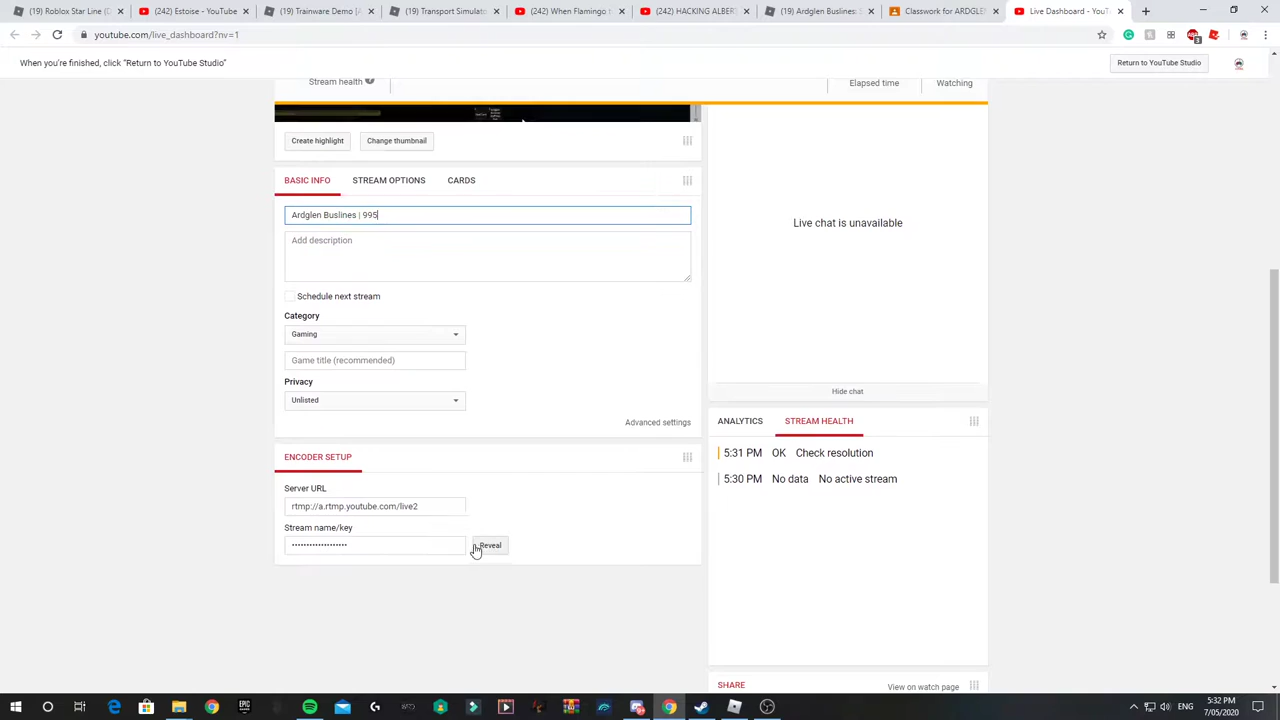 (19) Roblox Star Line (D
(242) Estoise - YouTube
(19) Trainware Demo [A
(19) Transport Simulato
(242) When Flamingo t
(242) HACKING ALBERT
(19) Ardglen Buslines S
Classwork for ARDGLE
Live Dashboard - YouTu
youtube.com/live_dashboard?nv=1
3
When you're finished, click "Return to YouTube Studio"
Return to YouTube Studio
Stream health
Elapsed time
Watching
Create highlight
Change thumbnail
BASIC INFO
STREAM OPTIONS
CARDS
Ardglen Buslines | 995
Add description
Schedule next stream
Category
Gaming
Game title (recommended)
Privacy
Unlisted
Advanced settings
ENCODER SETUP
Server URL
rtmp://a.rtmp.youtube.com/live2
Stream name/key
•••••••••••••••••••
Reveal
Live chat is unavailable
Hide chat
ANALYTICS
STREAM HEALTH
5:31 PM OK Check resolution
5:30 PM No data No active stream
SHARE
View on watch page
EPIC
ENG
5:32 PM
7/05/2020